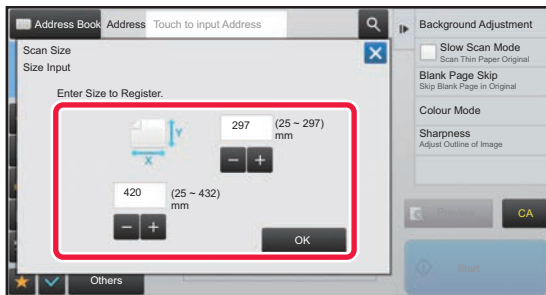 Address Book Address Touch to input Address
Background Adjustment
Scan Size
Size Input
Slow Scan Mode
Scan Thin Paper Original
Blank Page Skip
Skip Blank Page in Original
Enter Size to Register.
Colour Mode
Sharpness
Adjust Outline of Image
Y
X
297 (25 ~ 297)
mm
- +
420 (25 ~ 432)
mm
- +
OK
Preview
CA
Start
Others